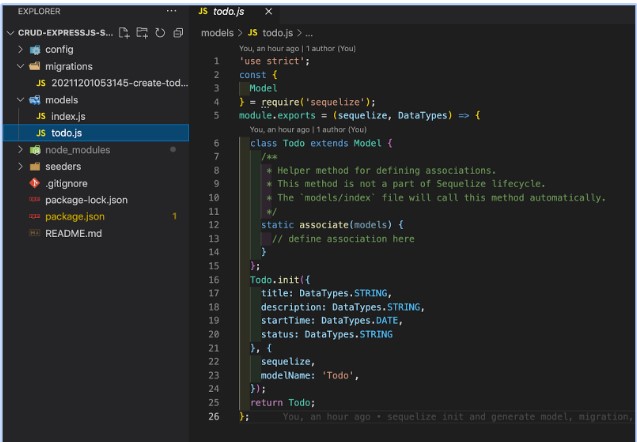 EXPLORER
CRUD-EXPRESSJS-S...
config
migrations
JS 20211201053145-create-tod...
models
JS index.js
JS todo.js
node_modules
seeders
.gitignore
package-lock.json
package.json 1
README.md
JS todo.js ×
models > JS todo.js > ...
You, an hour ago | 1 author (You)
1 'use strict';
2 const {
3 Model
4 } = require('sequelize');
5 module.exports = (sequelize, DataTypes) => {
You, an hour ago | 1 author (You)
6 class Todo extends Model {
7 /**
8 * Helper method for defining associations.
9 * This method is not a part of Sequelize lifecycle.
10 * The `models/index` file will call this method automatically.
11 */
12 static associate(models) {
13 // define association here
14 }
15 };
16 Todo.init({
17 title: DataTypes.STRING,
18 description: DataTypes.STRING,
19 startTime: DataTypes.DATE,
20 status: DataTypes.STRING
21 }, {
22 sequelize,
23 modelName: 'Todo',
24 });
25 return Todo;
26 }; You, an hour ago • sequelize init and generate model, migration.